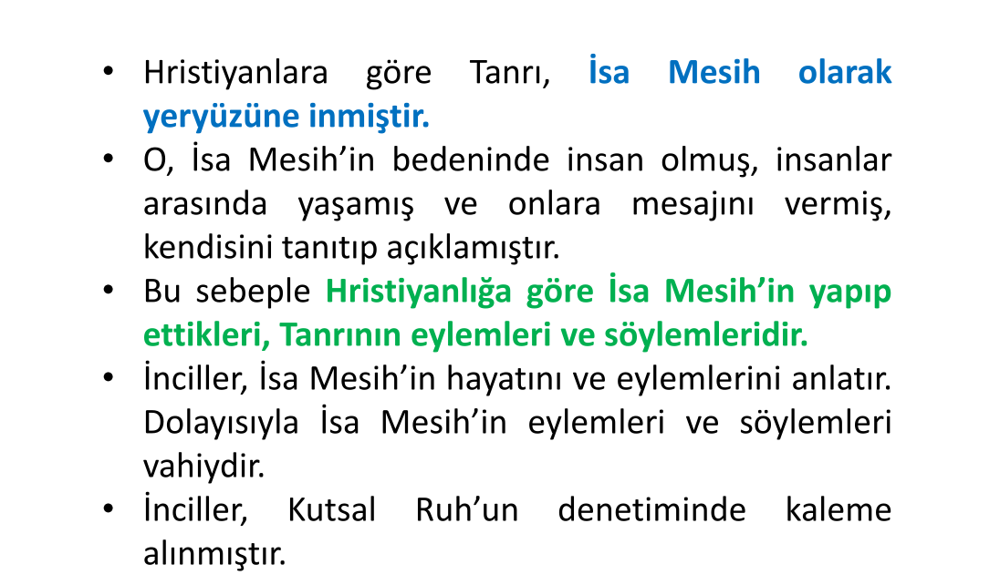 • Hristiyanlara göre Tanrı, İsa Mesih olarak
yeryüzüne inmiştir.
• O, İsa Mesih’in bedeninde insan olmuş, insanlar
arasında yaşamış ve onlara mesajını vermiş,
kendisini tanıtıp açıklamıştır.
• Bu sebeple Hristiyanlığa göre İsa Mesih’in yapıp
ettikleri, Tanrının eylemleri ve söylemleridir.
• İnciller, İsa Mesih’in hayatını ve eylemlerini anlatır.
Dolayısıyla İsa Mesih’in eylemleri ve söylemleri
vahiydir.
• İnciller, Kutsal Ruh’un denetiminde kaleme
alınmıştır.